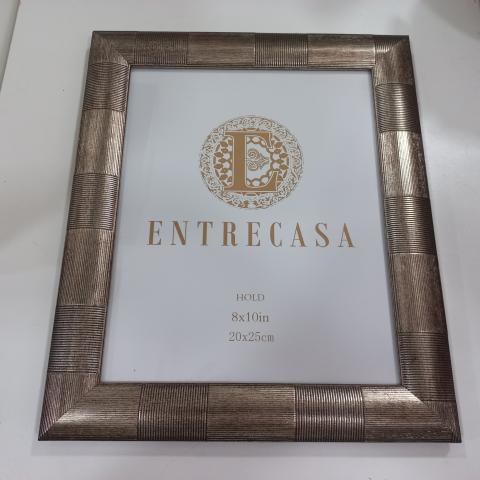 E
ENTRECASA
HOLD
8x10in
20x25cm